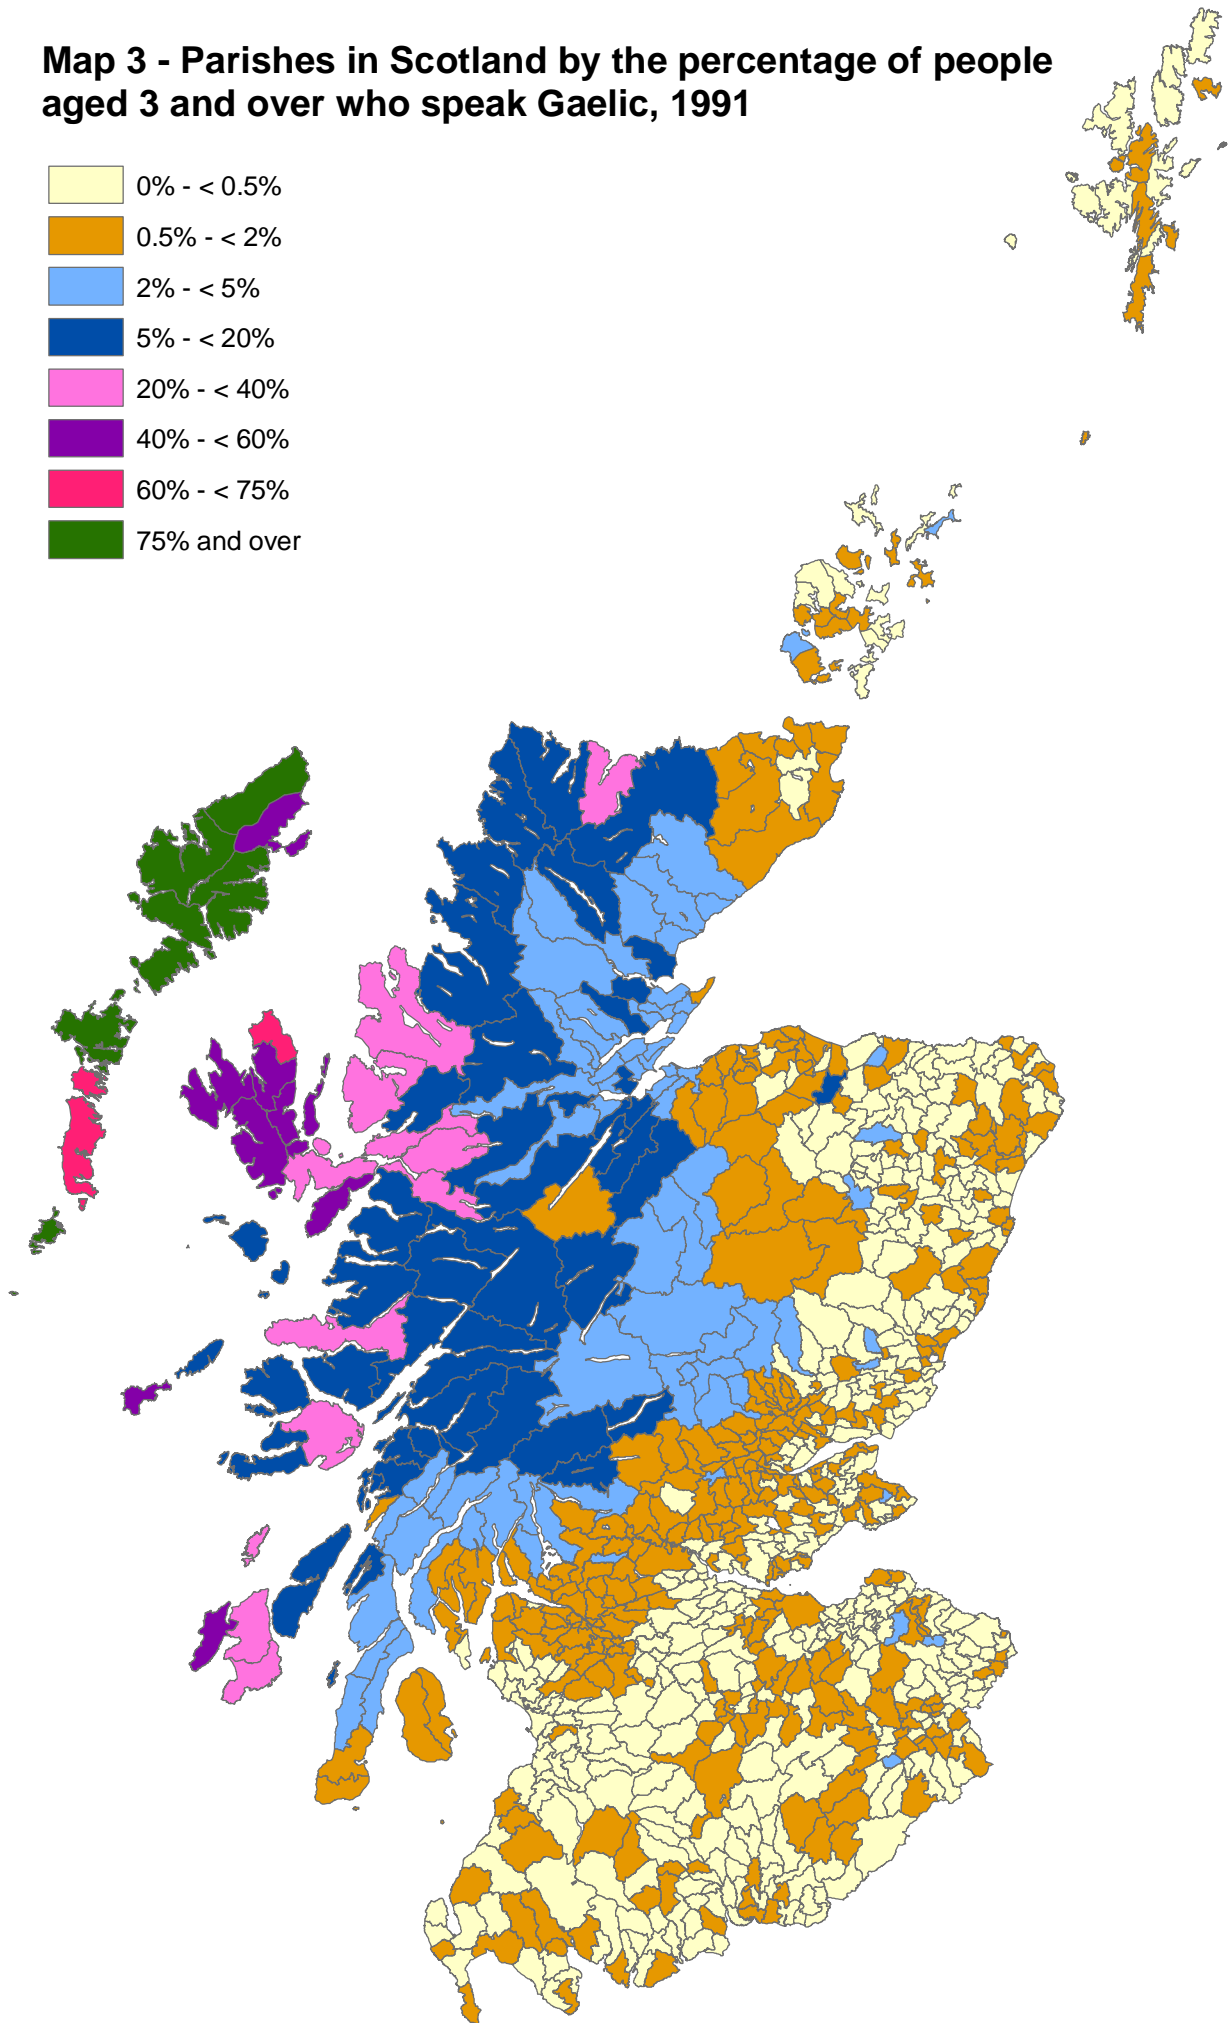 Map 3 - Parishes in Scotland by the percentage of people
aged 3 and over who speak Gaelic, 1991
0% - < 0.5%
0.5% - < 2%
2% - < 5%
5% - < 20%
20% - < 40%
40% - < 60%
60% - < 75%
75% and over